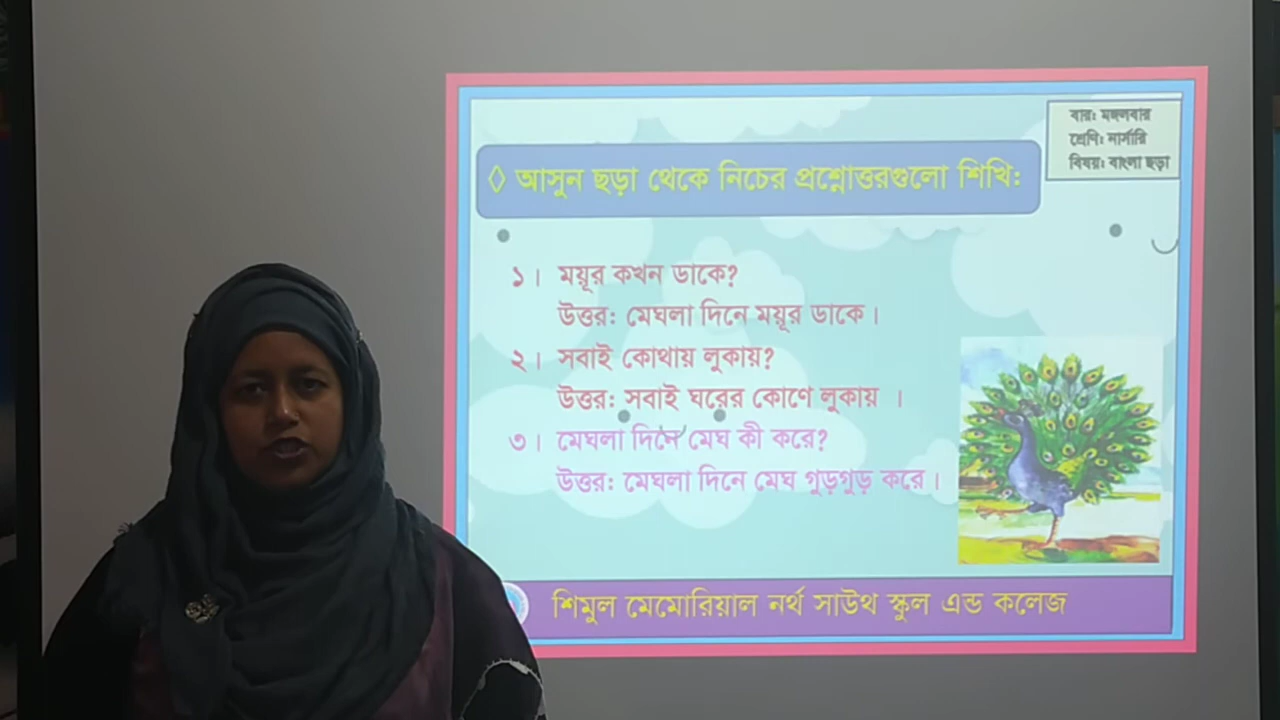 বার: মঙ্গলবার
শ্রেণি: নার্সারি
বিষয়: বাংলা ছড়া
◊ আসুন ছড়া থেকে নিচের প্রশ্নোত্তরগুলো শিখি:
১। ময়ূর কখন ডাকে?
উত্তর: মেঘলা দিনে ময়ূর ডাকে।
২। সবাই কোথায় লুকায়?
উত্তর: সবাই ঘরের কোণে লুকায় ।
৩। মেঘলা দিনে মেঘ কী করে?
উত্তর: মেঘলা দিনে মেঘ গুড়গুড় করে।
শিমুল মেমোরিয়াল নর্থ সাউথ স্কুল এন্ড কলেজ